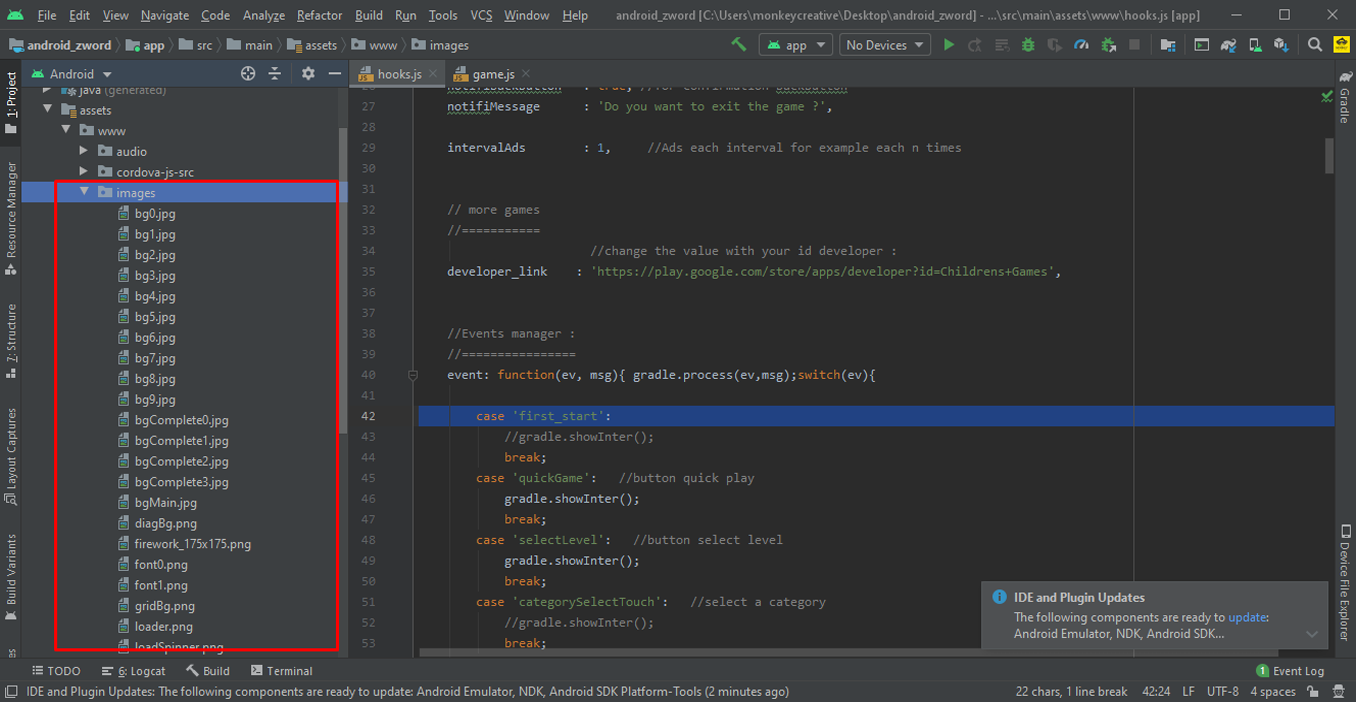 File Edit View Navigate Code Analyze Refactor Build Run Tools VCS Window Help android_zword [C:\Users\monkeycreative\Desktop\android_zword] - ...\src\main\assets\www\hooks.js [app]
android_zword app src main assets www images app No Devices
Android
hooks.js game.js
1: Project
Resource Manager
7: Structure
Layout Captures
Build Variants
java (generated)
assets
www
audio
cordova-js-src
images
bg0.jpg
bg1.jpg
bg2.jpg
bg3.jpg
bg4.jpg
bg5.jpg
bg6.jpg
bg7.jpg
bg8.jpg
bg9.jpg
bgComplete0.jpg
bgComplete1.jpg
bgComplete2.jpg
bgComplete3.jpg
bgMain.jpg
diagBg.png
firework_175x175.png
font0.png
font1.png
gridBg.png
loader.png
loadSpinner.png
27 notifiMessage : 'Do you want to exit the game ?',
28
29 intervalAds : 1, //Ads each interval for example each n times
30
31
32 // more games
33 //===========
34 //change the value with your id developer :
35 developer_link : 'https://play.google.com/store/apps/developer?id=Childrens+Games',
36
37
38 //Events manager :
39 //================
40 event: function(ev, msg){ gradle.process(ev,msg);switch(ev){
41
42 case 'first_start':
43 //gradle.showInter();
44 break;
45 case 'quickGame': //button quick play
46 gradle.showInter();
47 break;
48 case 'selectLevel': //button select level
49 gradle.showInter();
50 break;
51 case 'categorySelectTouch': //select a category
52 //gradle.showInter();
53 break;
Gradle
Device File Explorer
IDE and Plugin Updates
The following components are ready to update:
Android Emulator, NDK, Android SDK...
TODO 6: Logcat Build Terminal 1 Event Log
IDE and Plugin Updates: The following components are ready to update: Android Emulator, NDK, Android SDK Platform-Tools (2 minutes ago) 22 chars, 1 line break 42:24 LF UTF-8 4 spaces